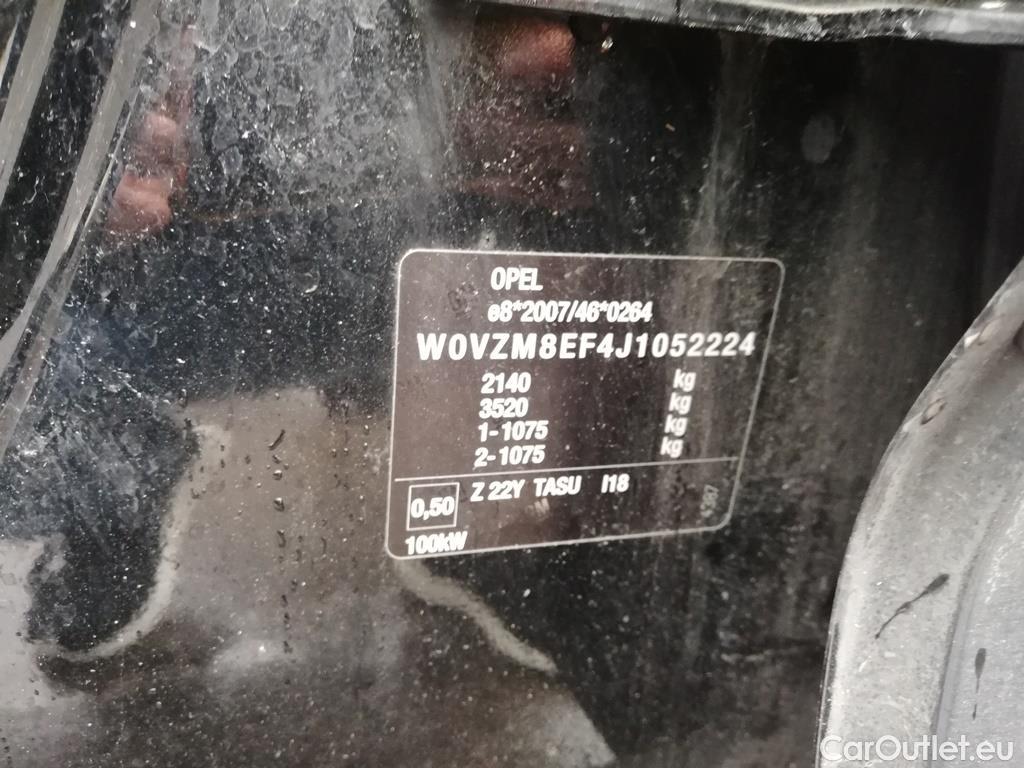 OPEL
e8*2007/46*0264
W0VZM8EF4J1052224
2140 kg
3520 kg
1-1075 kg
2-1075 kg
Z 22Y TASU I18
0,50
100kW
CarOutlet.eu